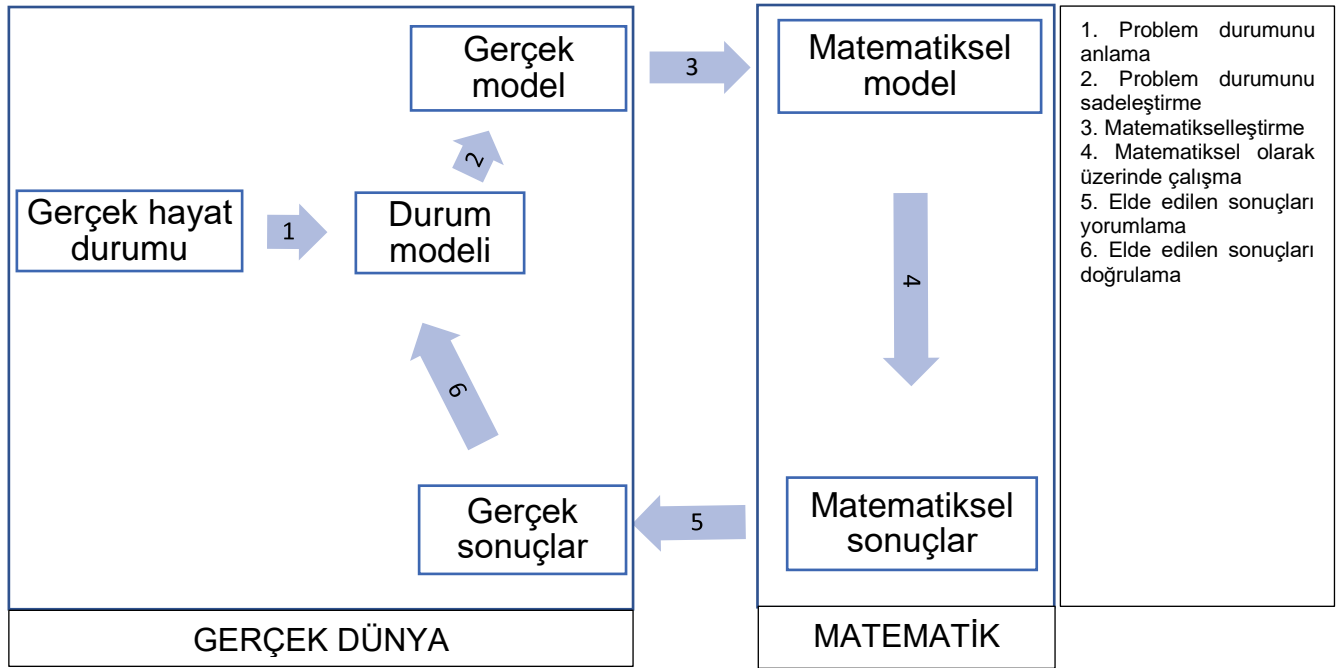 Gerçek
model
3
Matematiksel
model
2
Gerçek hayat
durumu
1
Durum
modeli
4
6
Gerçek
sonuçlar
5
Matematiksel
sonuçlar
GERÇEK DÜNYA
MATEMATİK
1. Problem durumunu
anlama
2. Problem durumunu
sadeleştirme
3. Matematikselleştirme
4. Matematiksel olarak
üzerinde çalışma
5. Elde edilen sonuçları
yorumlama
6. Elde edilen sonuçları
doğrulama